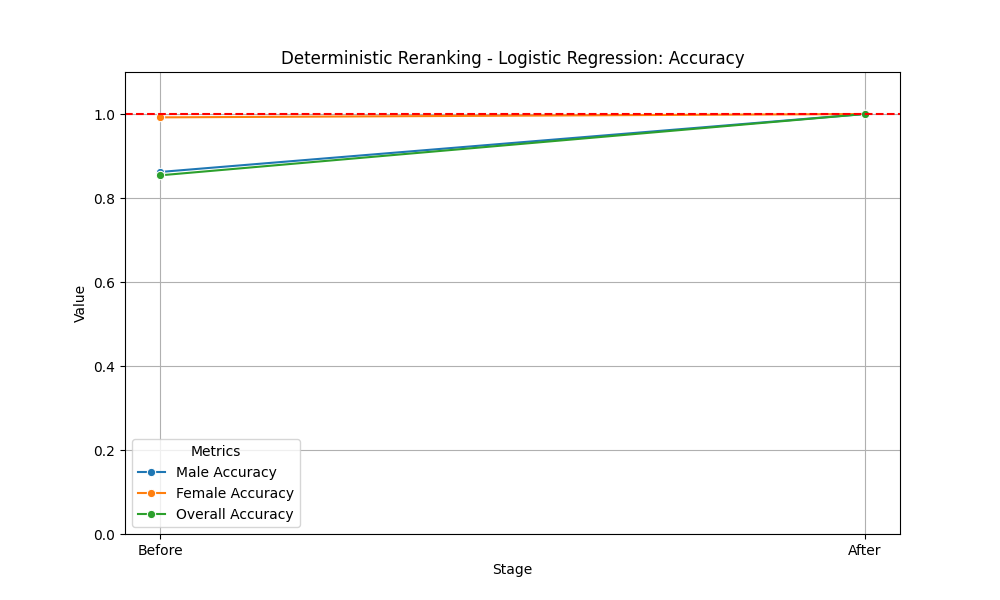 Deterministic Reranking - Logistic Regression: Accuracy
1.0
0.8
0.6
0.4
0.2
0.0
Value
Metrics
Male Accuracy
Female Accuracy
Overall Accuracy
Before
After
Stage